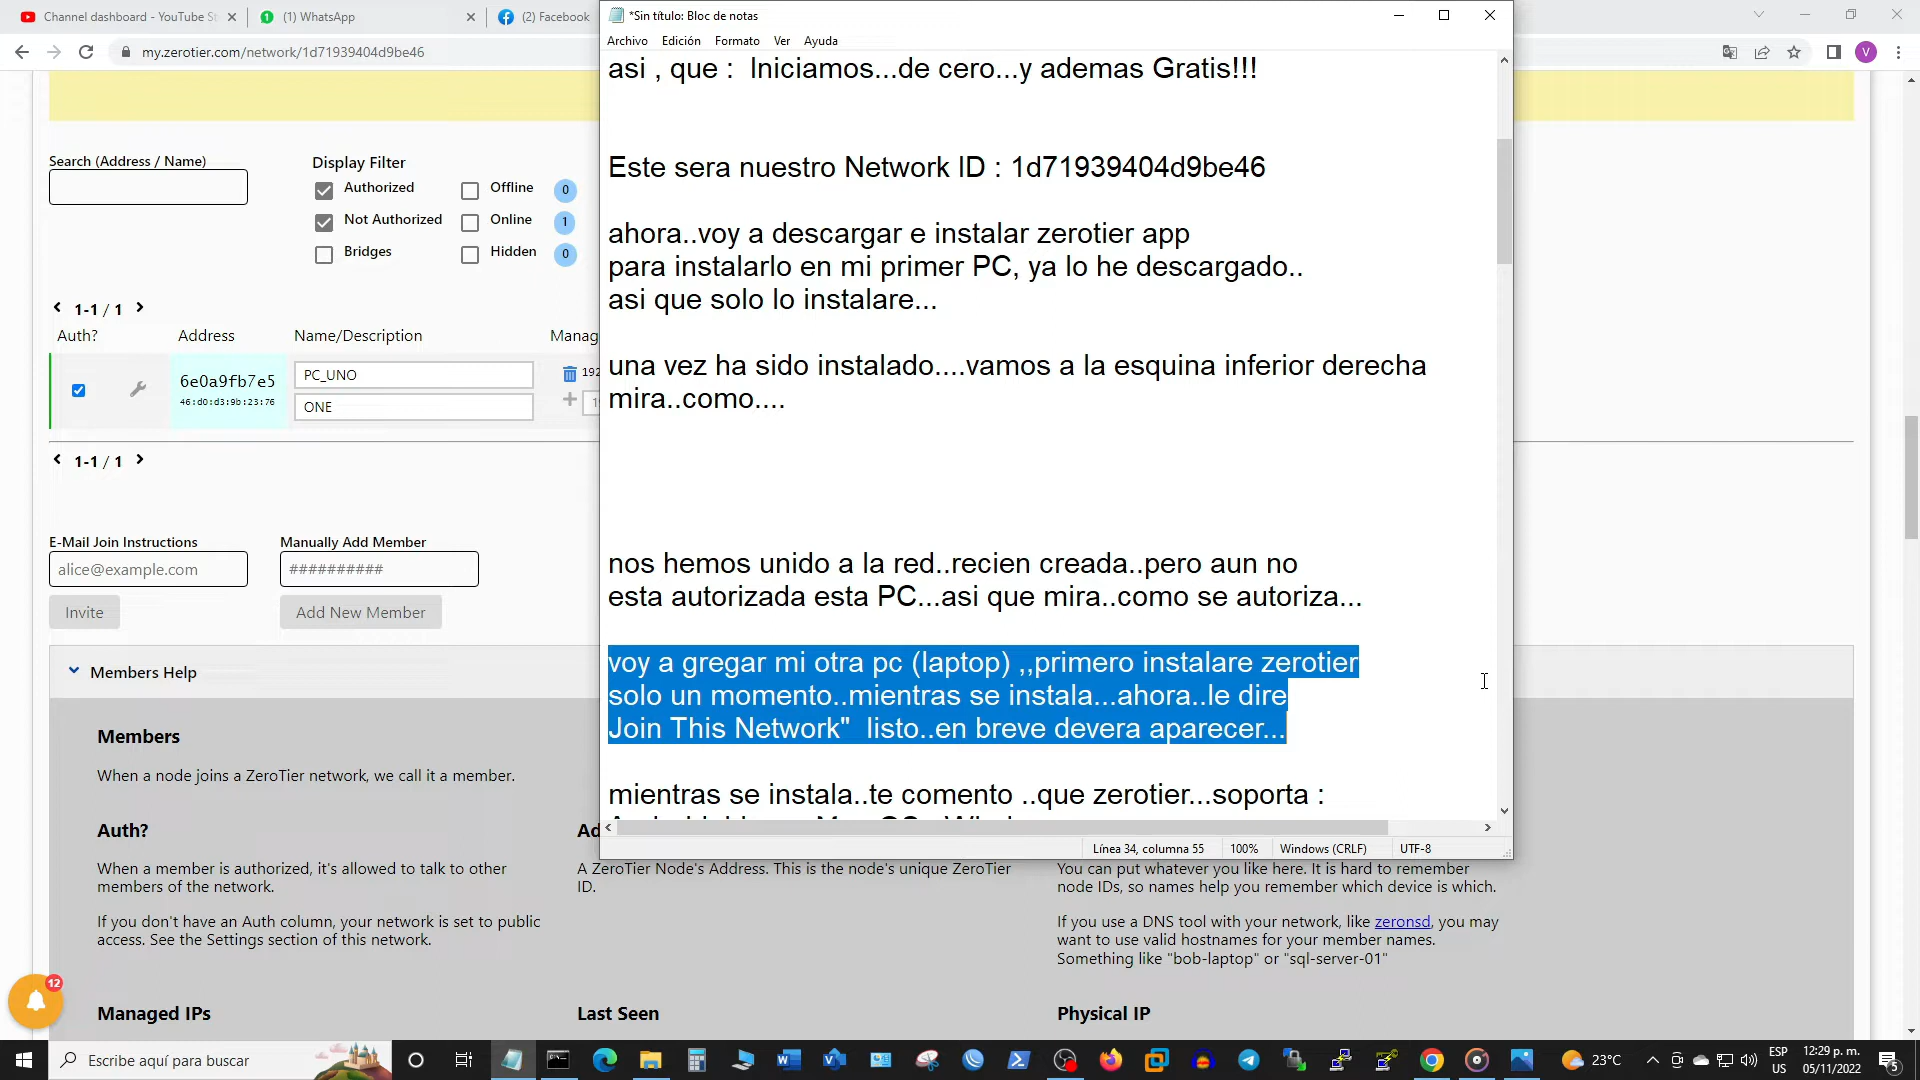 Channel dashboard - YouTube St
(1) WhatsApp
(2) Facebook
my.zerotier.com/network/1d71939404d9be46
V
*Sin título: Bloc de notas
Archivo Edición Formato Ver Ayuda
asi , que :  Iniciamos...de cero...y ademas Gratis!!!
Este sera nuestro Network ID : 1d71939404d9be46
ahora..voy a descargar e instalar zerotier app
para instalarlo en mi primer PC, ya lo he descargado..
asi que solo lo instalare...
una vez ha sido instalado....vamos a la esquina inferior derecha
mira..como....
nos hemos unido a la red..recien creada..pero aun no
esta autorizada esta PC...asi que mira..como se autoriza...
voy a gregar mi otra pc (laptop) ,,primero instalare zerotier
solo un momento..mientras se instala...ahora..le dire
Join This Network"  listo..en breve devera aparecer...
mientras se instala..te comento ..que zerotier...soporta :
Línea 34, columna 55 100% Windows (CRLF) UTF-8
Search (Address / Name)
Display Filter
Authorized Offline 0
Not Authorized Online 1
Bridges Hidden 0
1-1 / 1
Auth? Address Name/Description Manag
6e0a9fb7e5
46:d0:d3:9b:23:76
PC_UNO
ONE
192
1-1 / 1
E-Mail Join Instructions
alice@example.com
Invite
Manually Add Member
##########
Add New Member
Members Help
Members
When a node joins a ZeroTier network, we call it a member.
Auth?
When a member is authorized, it's allowed to talk to other
members of the network.
If you don't have an Auth column, your network is set to public
access. See the Settings section of this network.
Ad
A ZeroTier Node's Address. This is the node's unique ZeroTier
ID.
You can put whatever you like here. It is hard to remember
node IDs, so names help you remember which device is which.
If you use a DNS tool with your network, like zeronsd, you may
want to use valid hostnames for your member names.
Something like "bob-laptop" or "sql-server-01"
Managed IPs
Last Seen
Physical IP
12
Escribe aquí para buscar
23°C
ESP
US
12:29 p. m.
05/11/2022
5